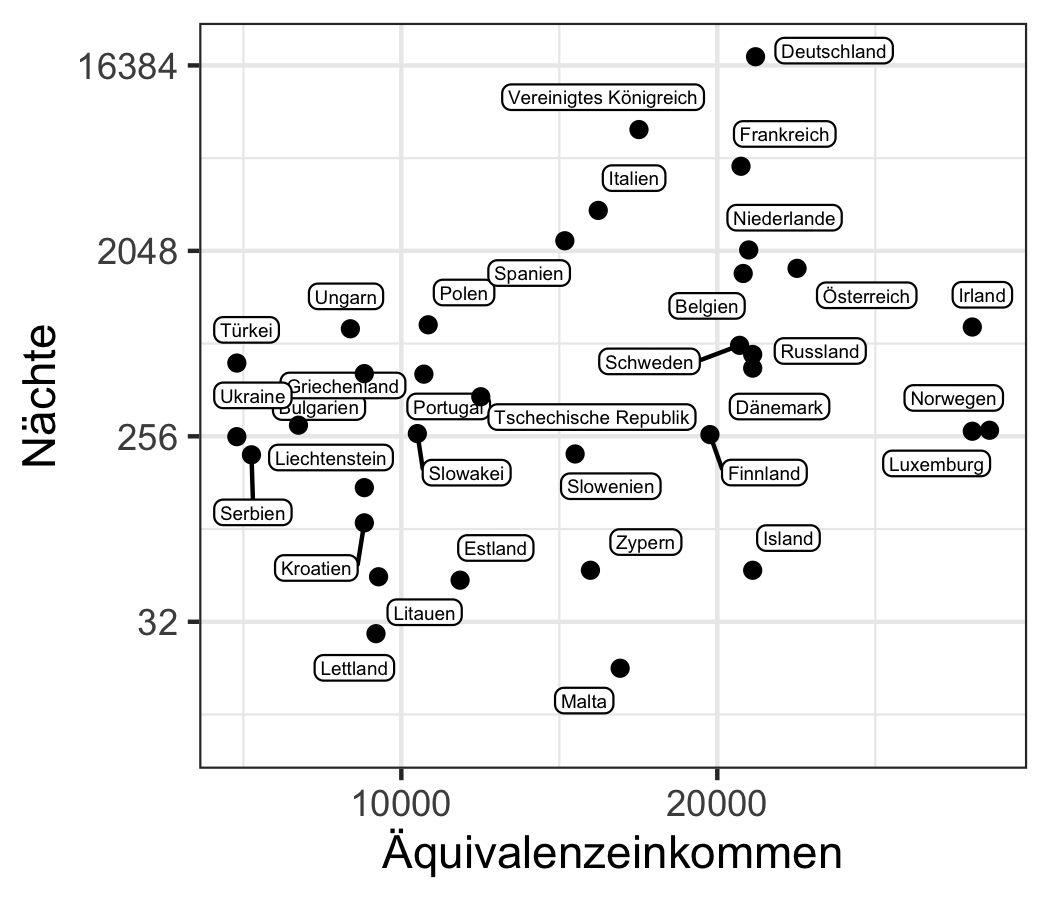 16384
Deutschland
Vereinigtes Königreich
Frankreich
Italien
Niederlande
2048
Spanien
Polen
Ungarn
Belgien
Österreich
Irland
Türkei
Schweden
Russland
Griechenland
Ukraine
Bulgarien
Portugal
Tschechische Republik
Dänemark
Norwegen
256
Liechtenstein
Slowakei
Slowenien
Finnland
Luxemburg
Serbien
Kroatien
Estland
Zypern
Island
32
Litauen
Lettland
Malta
10000
20000
Äquivalenzeinkommen
Nächte